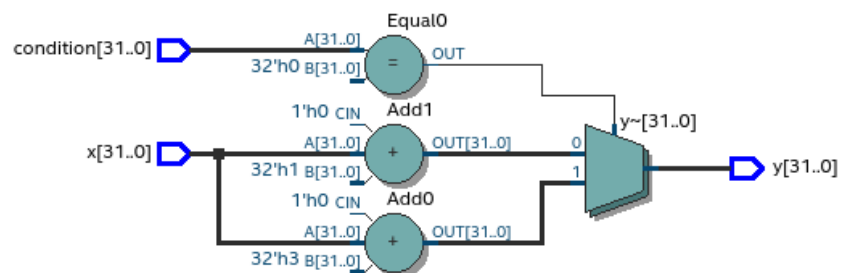 Equal0
condition[31..0]
A[31..0]
=
OUT
32'h0 B[31..0]
1'h0 CIN
Add1
y~[31..0]
x[31..0]
A[31..0]
+
OUT[31..0]
0
32'h1 B[31..0]
1
y[31..0]
1'h0 CIN
Add0
A[31..0]
+
OUT[31..0]
32'h3 B[31..0]